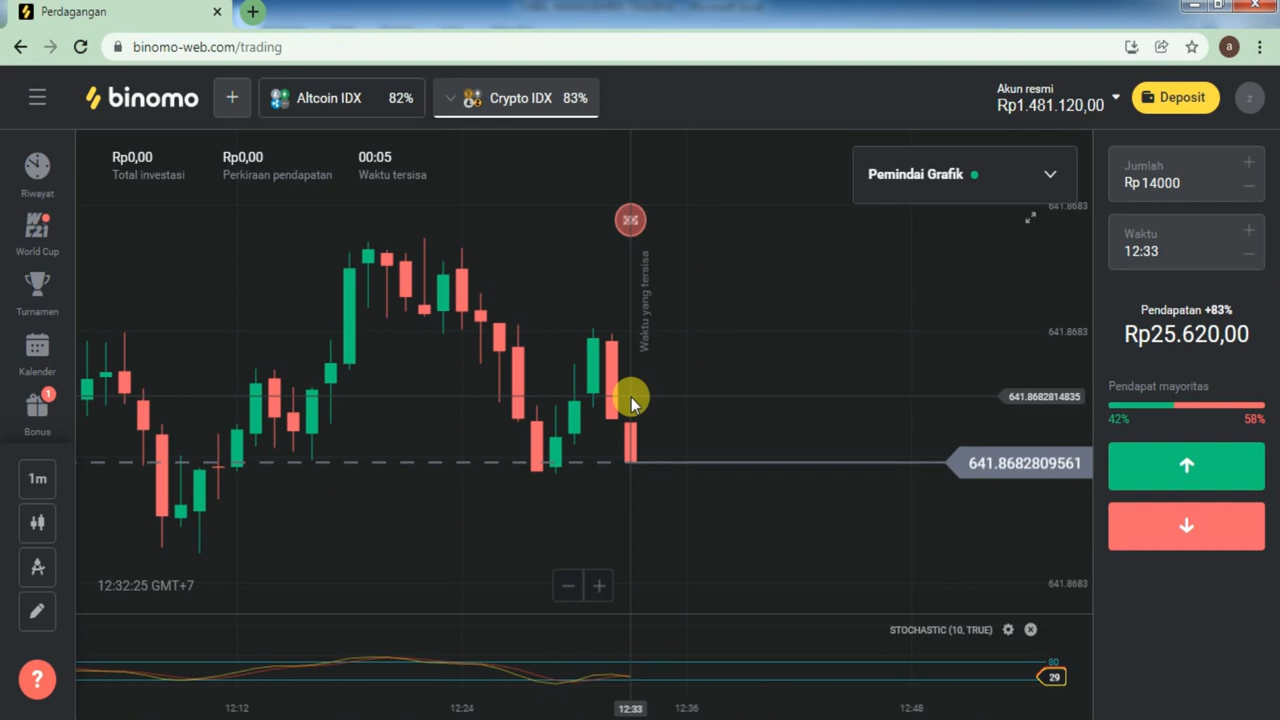 Perdagangan
binomo-web.com/trading
a
binomo
Altcoin IDX 82%
Crypto IDX 83%
Akun resmi
Rp1.481.120,00
Deposit
z
Rp0,00
Total investasi
Rp0,00
Perkiraan pendapatan
00:05
Waktu tersisa
Pemindai Grafik
Riwayat
World Cup
Turnamen
Kalender
1
Bonus
1m
?
Waktu yang tersisa
641.8683
641.8683
641.8682814835
641.8682809561
641.8683
12:32:25 GMT+7
STOCHASTIC (10, TRUE)
80
29
12:12
12:24
12:33
12:36
12:48
Jumlah
Rp14000
Waktu
12:33
Pendapatan +83%
Rp25.620,00
Pendapat mayoritas
42%
58%